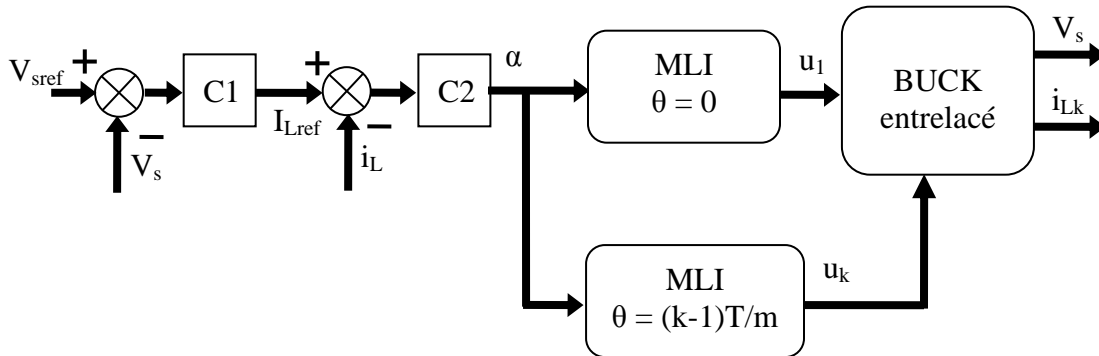 V_sref
+
−
V_s
C1
I_Lref
+
−
i_L
C2
α
MLI
θ = 0
u_1
BUCK
entrelacé
V_s
i_Lk
MLI
θ = (k-1)T/m
u_k